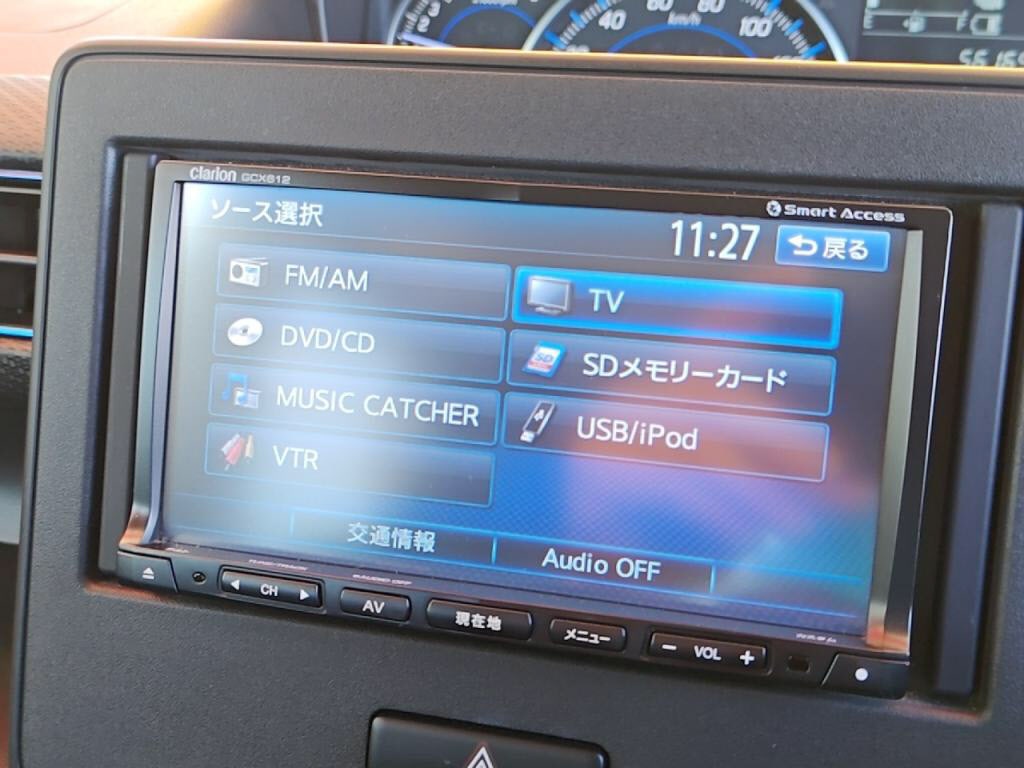 40 60 80 100
km/h
clarion GCX612
Smart Access
ソース選択
11:27
戻る
FM/AM
TV
DVD/CD
SDメモリーカード
MUSIC CATCHER
USB/iPod
VTR
交通情報
Audio OFF
CH
AV
現在地
メニュー
− VOL +